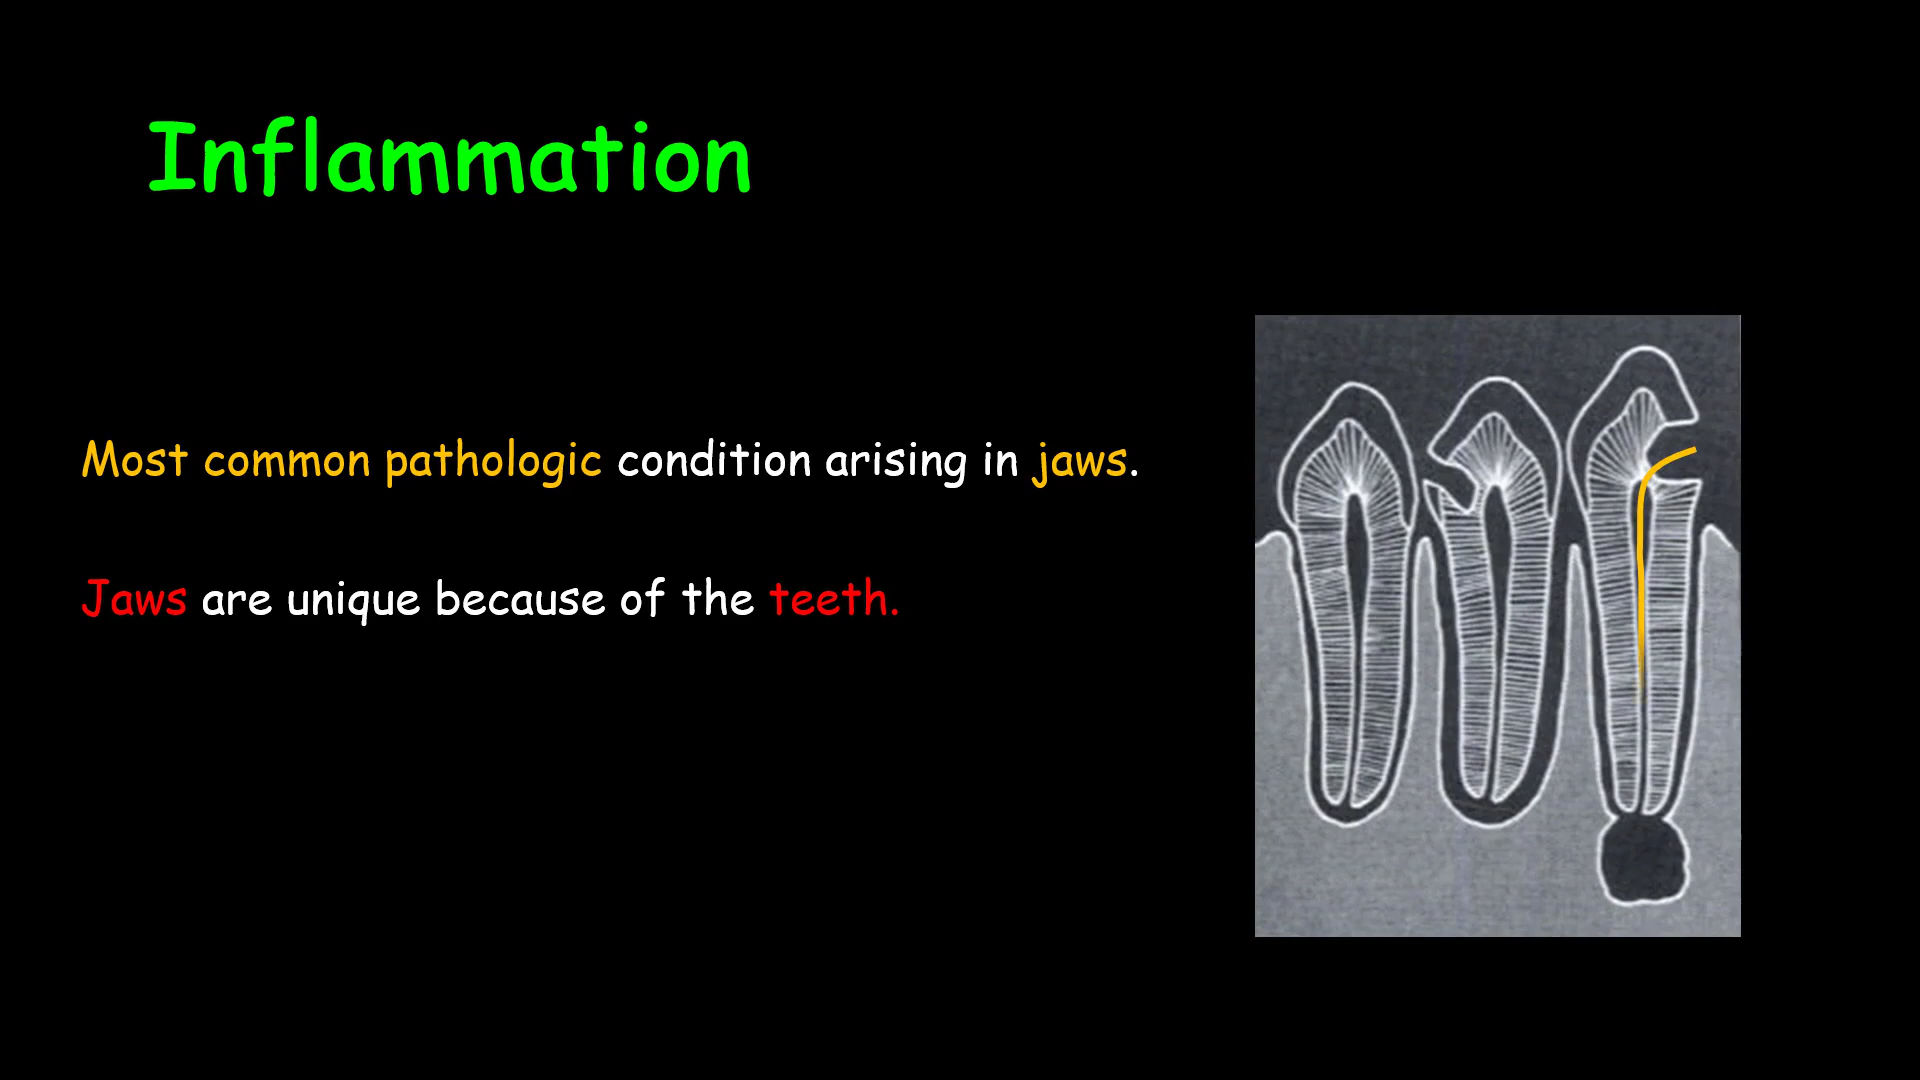 Inflammation
Most common pathologic condition arising in jaws.
Jaws are unique because of the teeth.